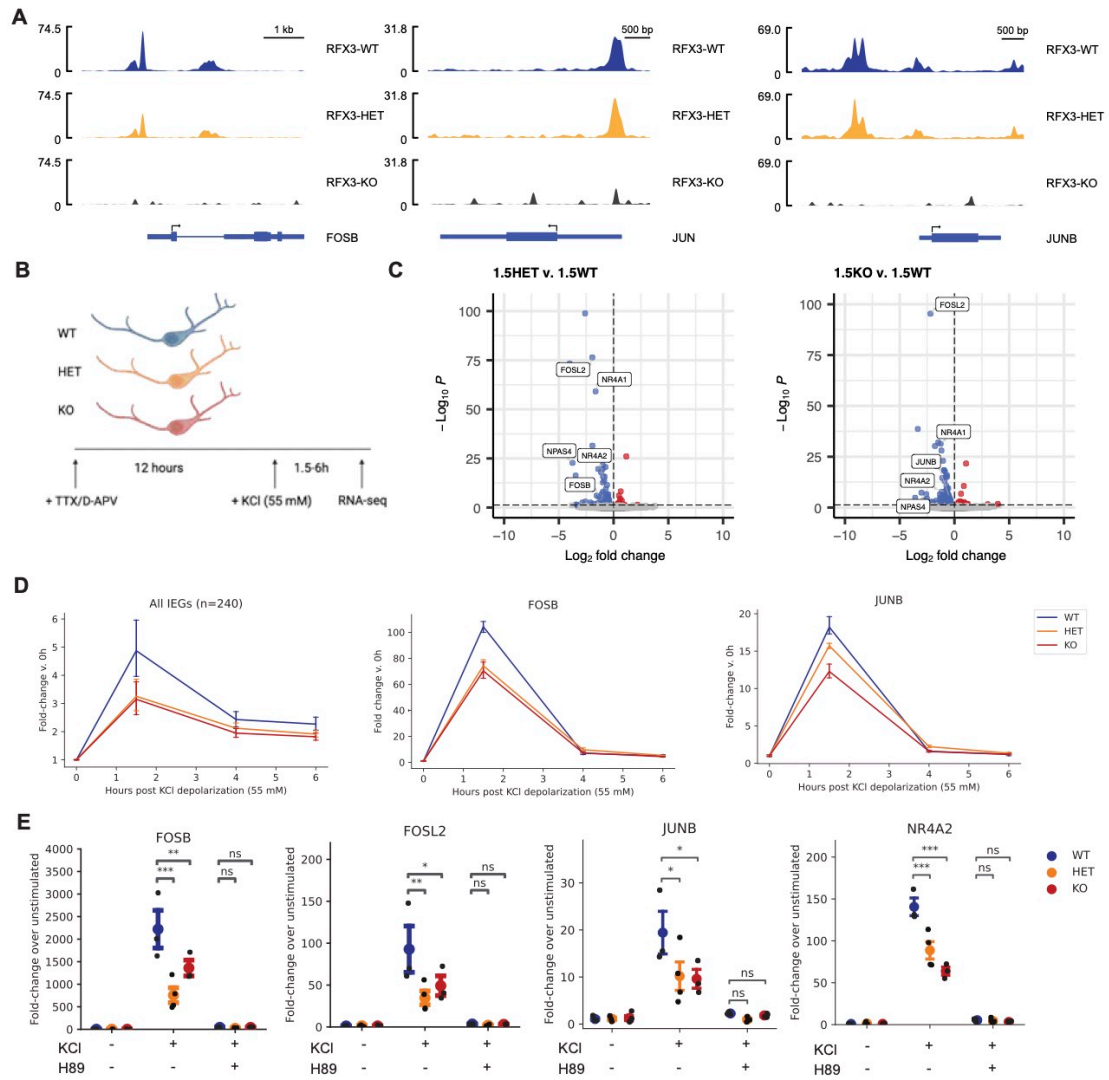 A
74.5
0
1 kb
RFX3-WT
74.5
0
RFX3-HET
74.5
0
RFX3-KO
FOSB
31.8
0
500 bp
RFX3-WT
31.8
0
RFX3-HET
31.8
0
RFX3-KO
JUN
69.0
0
500 bp
RFX3-WT
69.0
0
RFX3-HET
69.0
0
RFX3-KO
JUNB
B
WT
HET
KO
12 hours
1.5-6h
+ TTX/D-APV
+ KCl (55 mM)
RNA-seq
C
1.5HET v. 1.5WT
− Log10 P
100
75
50
25
0
FOSL2
NR4A1
NPAS4
NR4A2
FOSB
−10 −5 0 5 10
Log2 fold change
1.5KO v. 1.5WT
100
75
50
25
0
FOSL2
NR4A1
JUNB
NR4A2
NPAS4
−10 −5 0 5 10
Log2 fold change
D
All IEGs (n=240)
Fold-change v. 0h
6
5
4
3
2
1
0 1 2 3 4 5 6
Hours post KCl depolarization (55 mM)
FOSB
Fold-change v. 0h
100
80
60
40
20
0
0 1 2 3 4 5 6
Hours post KCl depolarization (55 mM)
JUNB
Fold-change v. 0h
20
15
10
5
0
0 1 2 3 4 5 6
Hours post KCl depolarization (55 mM)
WT
HET
KO
E
FOSB
Fold-change over unstimulated
4000
3500
3000
2500
2000
1500
1000
500
0
**
***
ns
ns
KCl - + +
H89 - - +
FOSL2
Fold-change over unstimulated
200
150
100
50
0
*
**
ns
ns
- + +
- - +
JUNB
Fold-change over unstimulated
30
20
10
0
*
*
ns
ns
- + +
- - +
NR4A2
Fold-change over unstimulated
200
150
100
50
0
***
***
ns
ns
- + +
- - +
WT
HET
KO